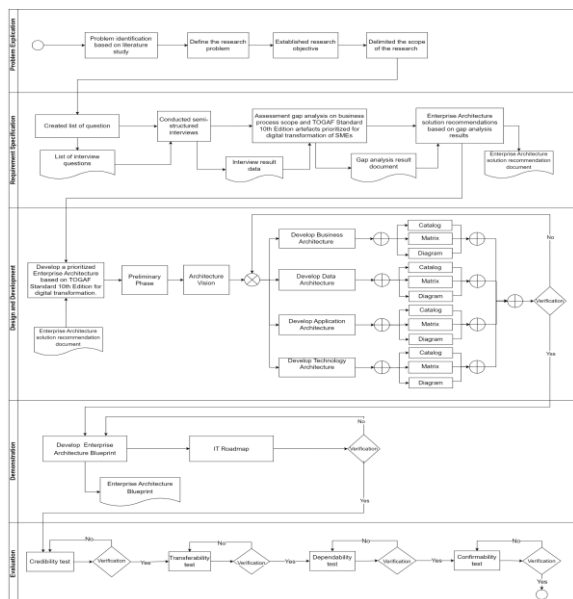 Problem Explication
Problem identification
based on literature
study
Define the research
problem
Established research
objective
Delimited the scope
of the research
Requirement Specification
Created list of question
List of interview
questions
Conducted semi-
structured
interviews
Interview result
data
Assessment gap analysis on business
process scope and TOGAF Standard
10th Edition artefacts prioritized for
digital transformation of SMEs
Gap analysis result
document
Enterprise Architecture
solution recommendations
based on gap analysis
results
Enterprise Architecture
solution recommendation
document
Design and Development
Develop a prioritized
Enterprise Architecture
based on TOGAF
Standard 10th Edition for
digital transformation.
Enterprise Architecture
solution recommendation
document
Preliminary
Phase
Architecture
Vision
Develop Business
Architecture
Catalog
Matrix
Diagram
Develop Data
Architecture
Catalog
Matrix
Diagram
Develop Application
Architecture
Catalog
Matrix
Diagram
Develop Technology
Architecture
Catalog
Matrix
Diagram
No
Verification
Yes
Demonstration
Develop Enterprise
Architecture Blueprint
Enterprise Architecture
Blueprint
IT Roadmap
No
Verification
Yes
Evaluation
Credibility test
No
Verification
Yes
Transferability
test
No
Verification
Yes
Dependability
test
No
Verification
Yes
Confirmability
test
No
Verification
Yes